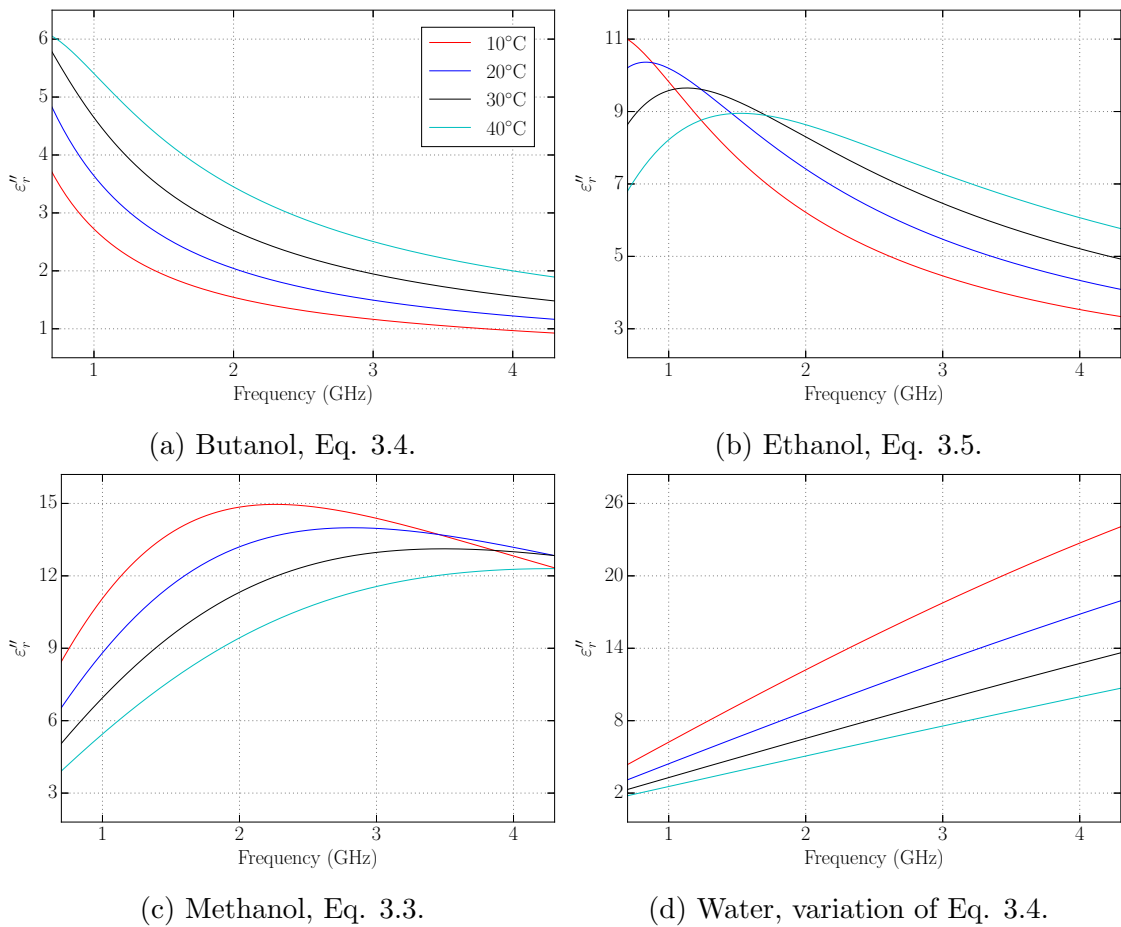 6
5
4
3
2
1
ε″r
10°C
20°C
30°C
40°C
1 2 3 4
Frequency (GHz)
(a) Butanol, Eq. 3.4.
11
9
7
5
3
ε″r
1 2 3 4
Frequency (GHz)
(b) Ethanol, Eq. 3.5.
15
12
9
6
3
ε″r
1 2 3 4
Frequency (GHz)
(c) Methanol, Eq. 3.3.
26
20
14
8
2
ε″r
1 2 3 4
Frequency (GHz)
(d) Water, variation of Eq. 3.4.